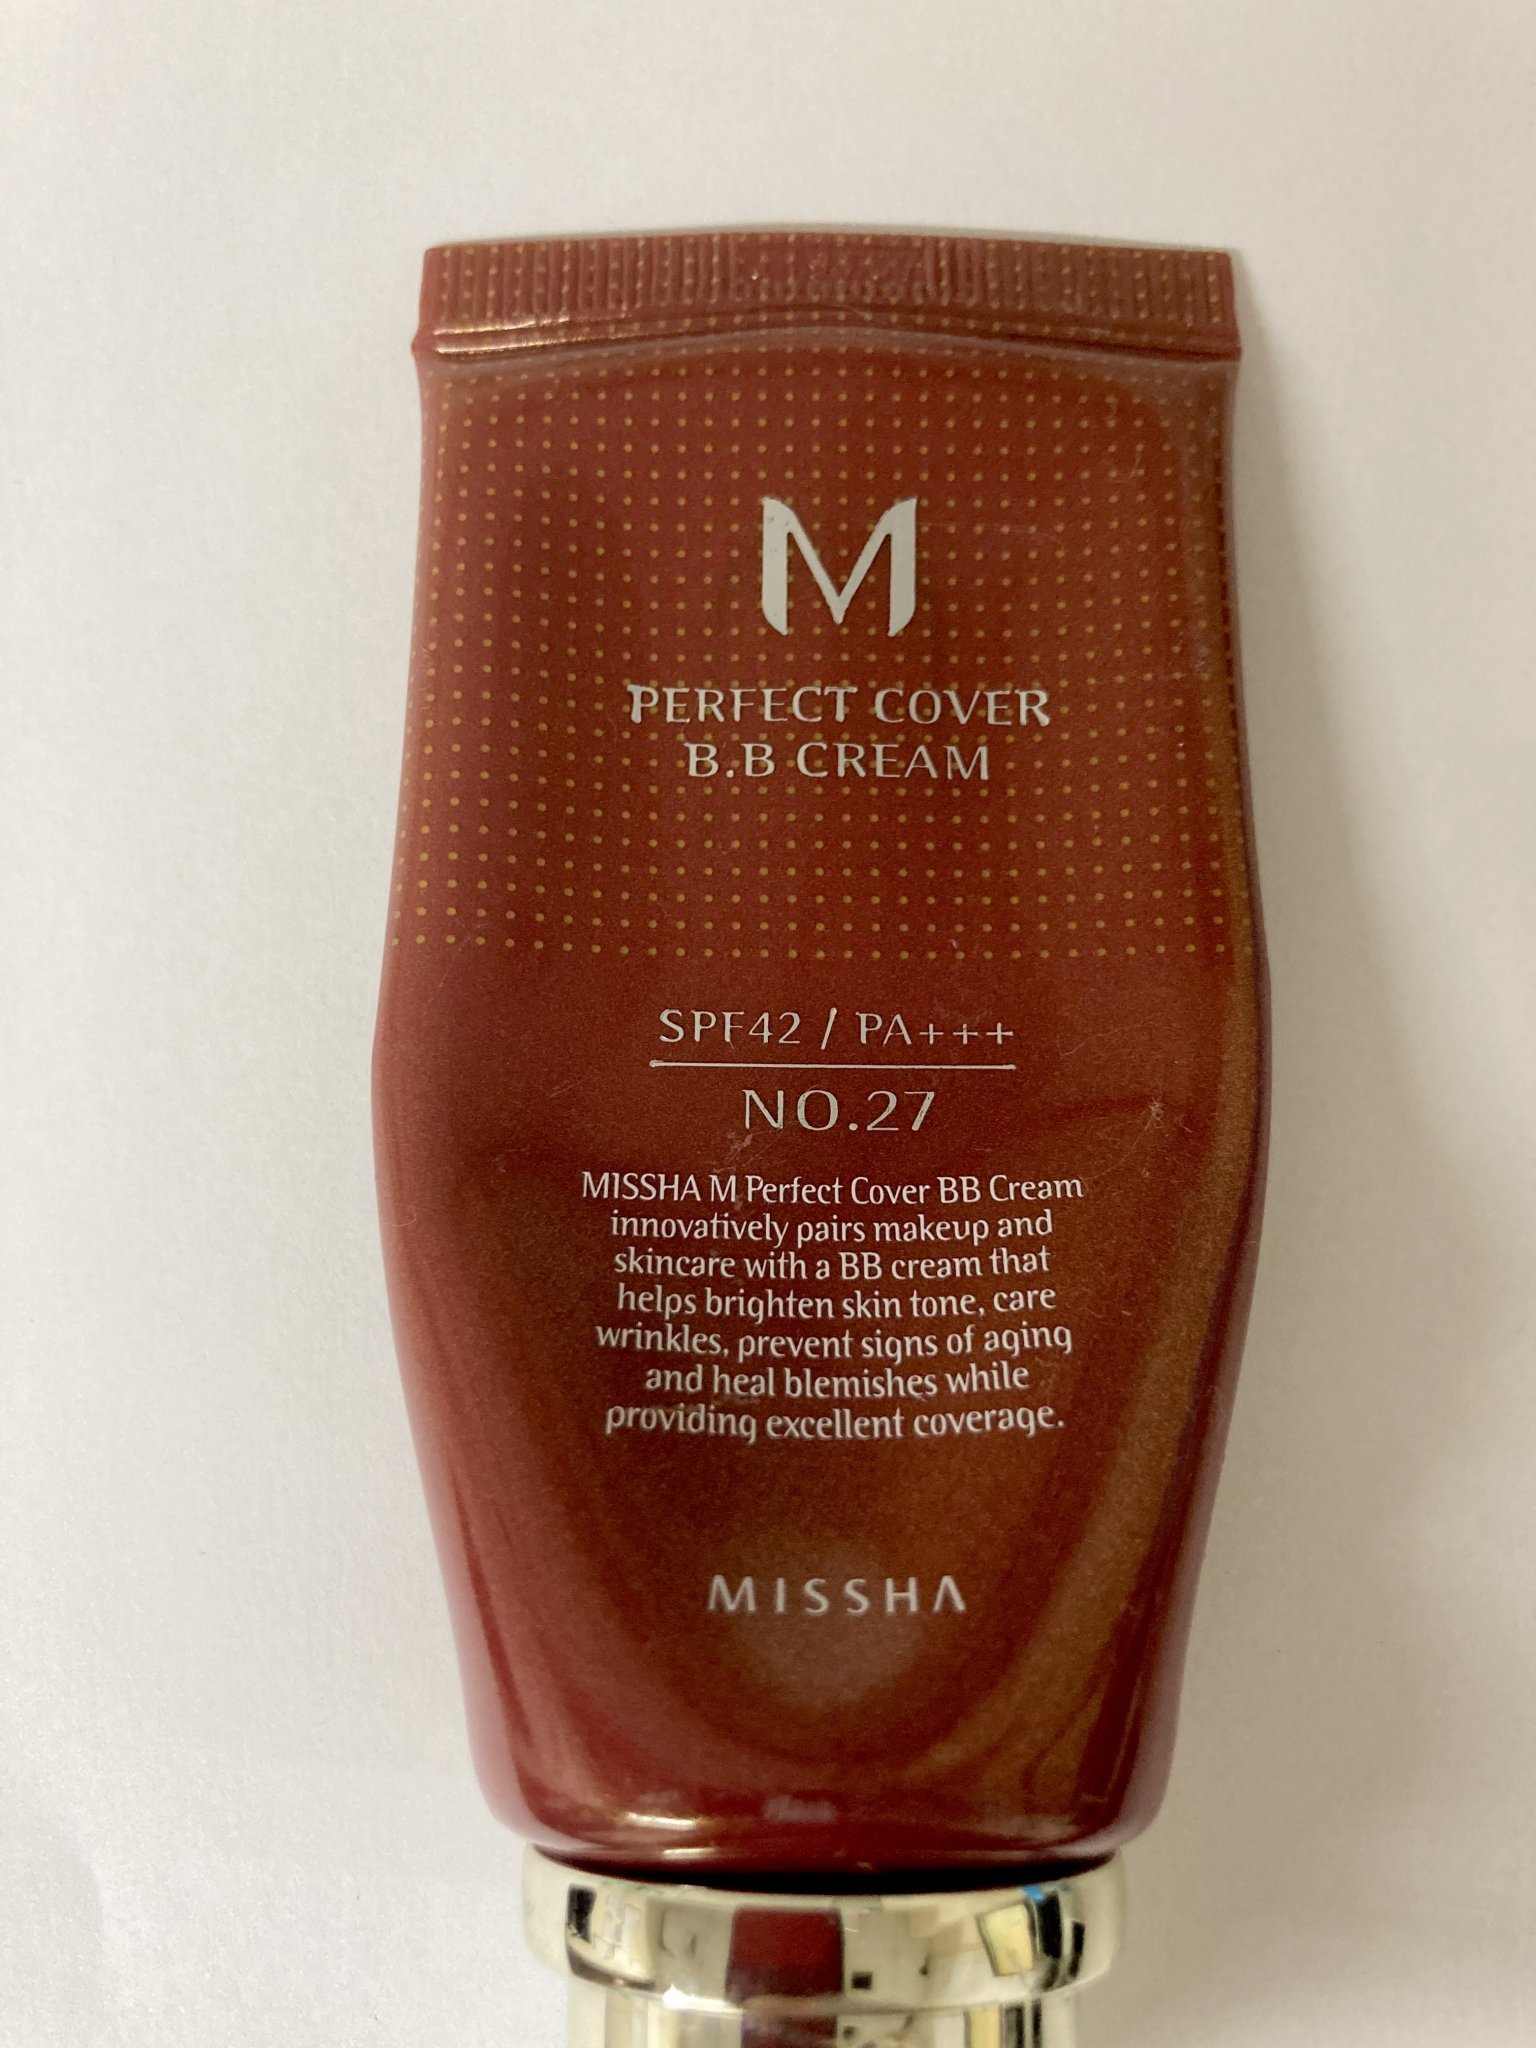 M
PERFECT COVER
B.B CREAM
SPF42 / PA+++
NO.27
MISSHA M Perfect Cover BB Cream
innovatively pairs makeup and
skincare with a BB cream that
helps brighten skin tone, care
wrinkles, prevent signs of aging
and heal blemishes while
providing excellent coverage.
MISSHA